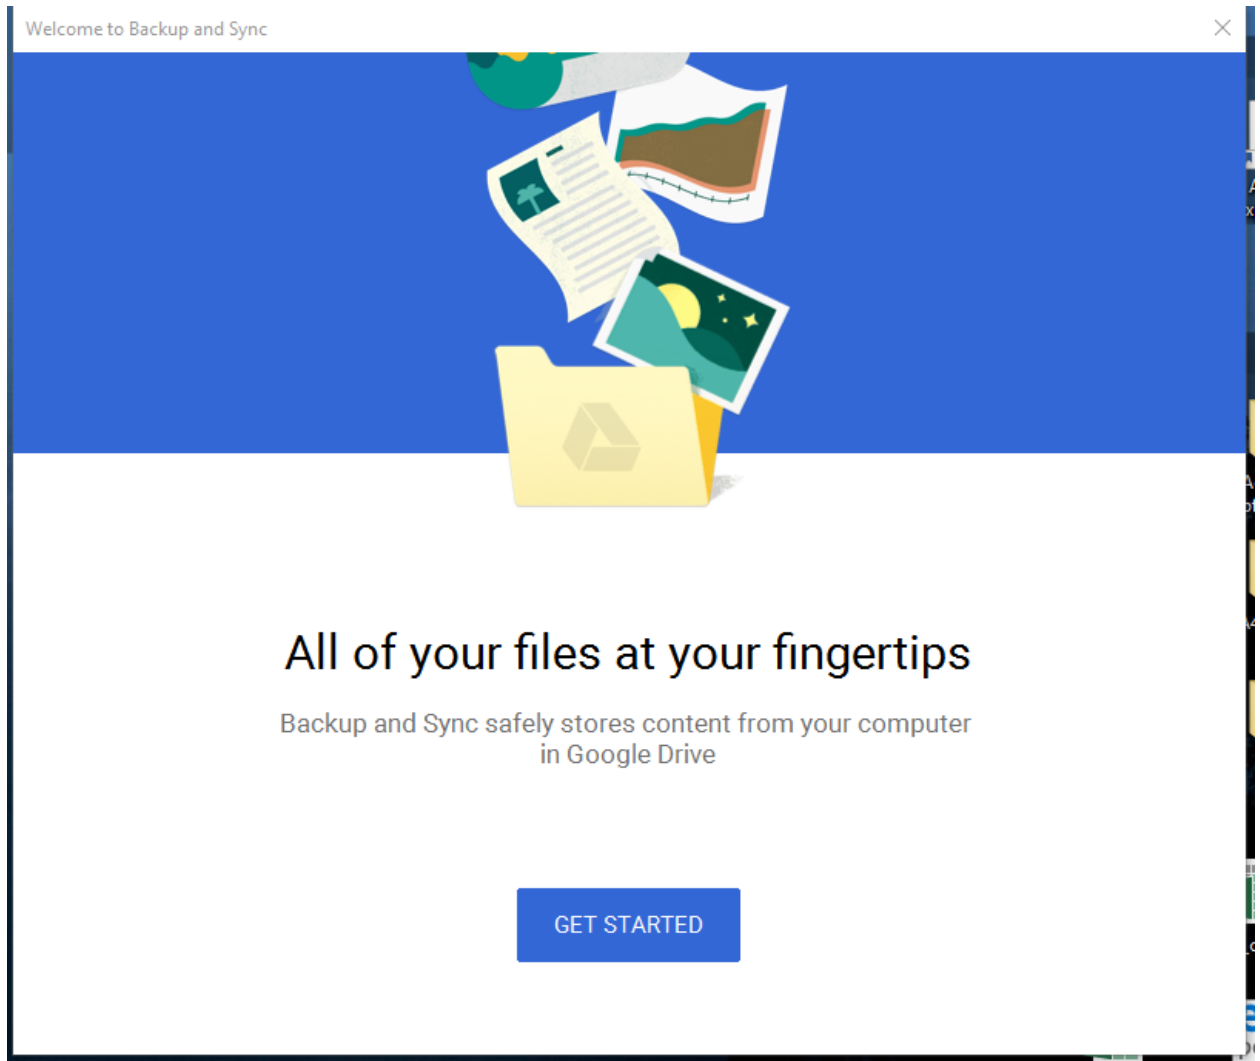 Welcome to Backup and Sync
All of your files at your fingertips
Backup and Sync safely stores content from your computer
in Google Drive
GET STARTED